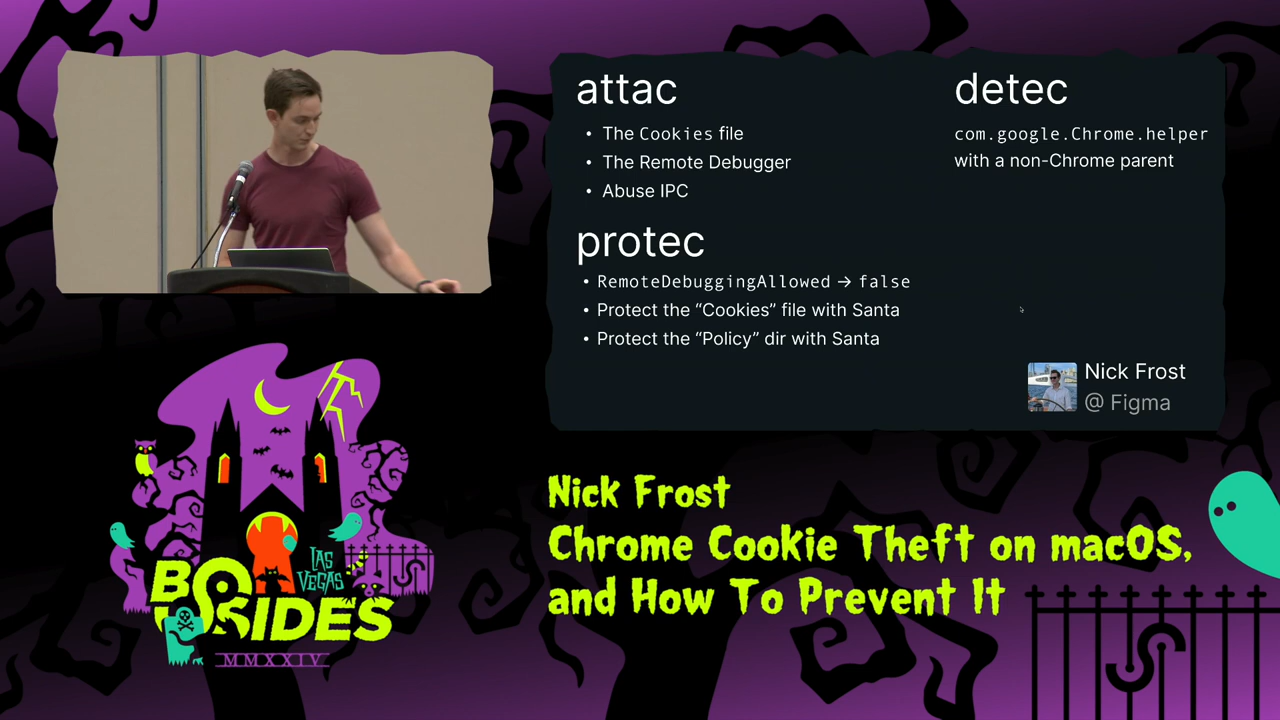 attac
• The Cookies file
• The Remote Debugger
• Abuse IPC
detec
com.google.Chrome.helper
with a non-Chrome parent
protec
• RemoteDebuggingAllowed → false
• Protect the “Cookies” file with Santa
• Protect the “Policy” dir with Santa
Nick Frost
@ Figma
Nick Frost
Chrome Cookie Theft on macOS,
and How To Prevent It
LAS
VEGAS
BSIDES
MMXXIV